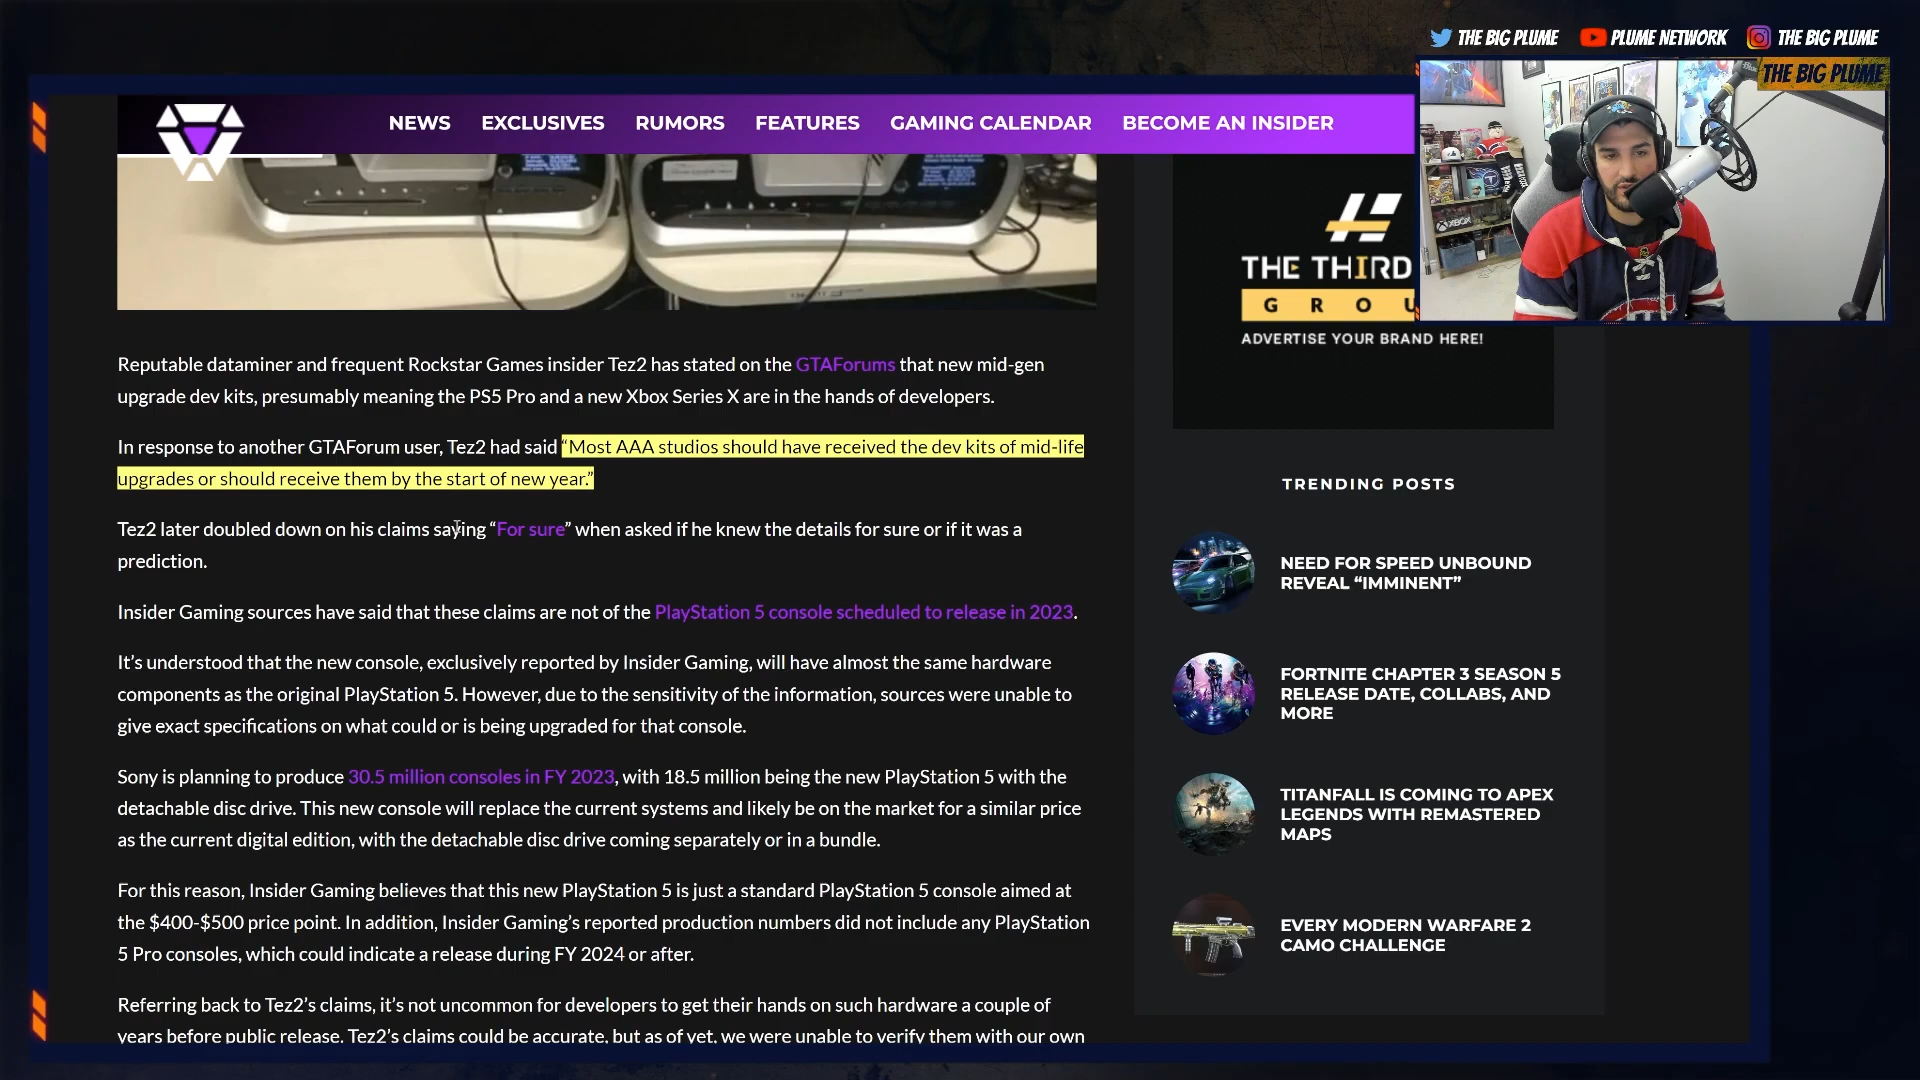 THE BIG PLUME PLUME NETWORK THE BIG PLUME
THE BIG PLUME
NEWS EXCLUSIVES RUMORS FEATURES GAMING CALENDAR BECOME AN INSIDER
XBOX
THE THIRD
GROU
ADVERTISE YOUR BRAND HERE!
Reputable dataminer and frequent Rockstar Games insider Tez2 has stated on the GTAForums that new mid-gen
upgrade dev kits, presumably meaning the PS5 Pro and a new Xbox Series X are in the hands of developers.
In response to another GTAForum user, Tez2 had said “Most AAA studios should have received the dev kits of mid-life
upgrades or should receive them by the start of new year.”
Tez2 later doubled down on his claims saying “For sure” when asked if he knew the details for sure or if it was a
prediction.
Insider Gaming sources have said that these claims are not of the PlayStation 5 console scheduled to release in 2023.
It’s understood that the new console, exclusively reported by Insider Gaming, will have almost the same hardware
components as the original PlayStation 5. However, due to the sensitivity of the information, sources were unable to
give exact specifications on what could or is being upgraded for that console.
Sony is planning to produce 30.5 million consoles in FY 2023, with 18.5 million being the new PlayStation 5 with the
detachable disc drive. This new console will replace the current systems and likely be on the market for a similar price
as the current digital edition, with the detachable disc drive coming separately or in a bundle.
For this reason, Insider Gaming believes that this new PlayStation 5 is just a standard PlayStation 5 console aimed at
the $400-$500 price point. In addition, Insider Gaming’s reported production numbers did not include any PlayStation
5 Pro consoles, which could indicate a release during FY 2024 or after.
Referring back to Tez2’s claims, it’s not uncommon for developers to get their hands on such hardware a couple of
years before public release. Tez2’s claims could be accurate, but as of yet, we were unable to verify them with our own
TRENDING POSTS
NEED FOR SPEED UNBOUND
REVEAL “IMMINENT”
FORTNITE CHAPTER 3 SEASON 5
RELEASE DATE, COLLABS, AND
MORE
TITANFALL IS COMING TO APEX
LEGENDS WITH REMASTERED
MAPS
EVERY MODERN WARFARE 2
CAMO CHALLENGE